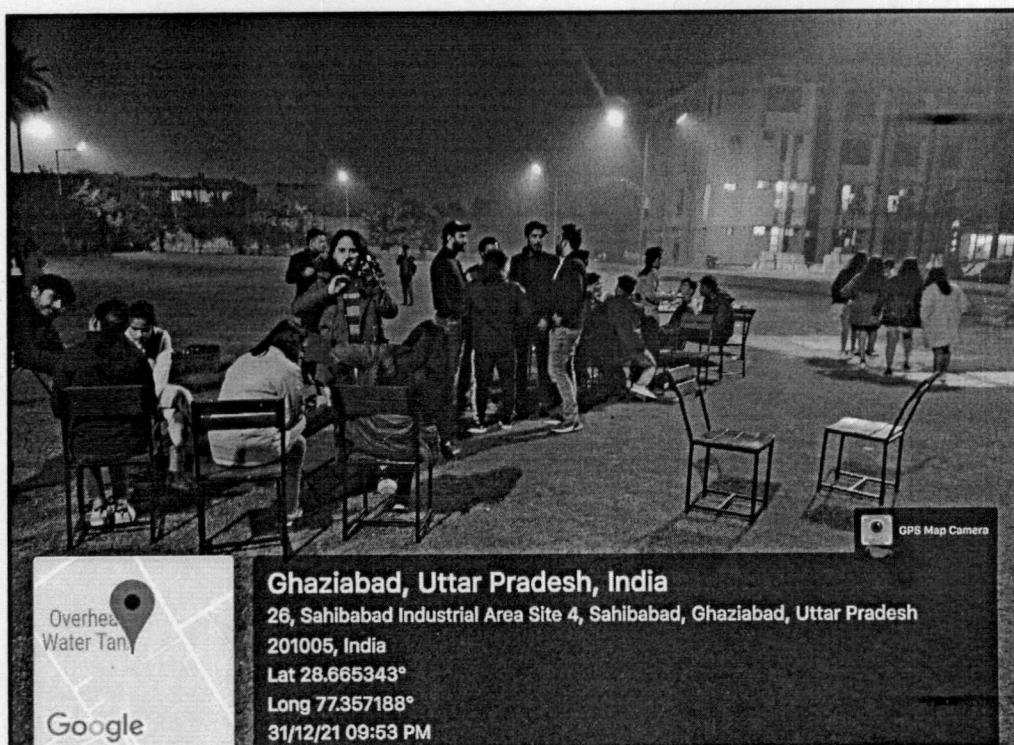 GPS Map Camera
Ghaziabad, Uttar Pradesh, India
26, Sahibabad Industrial Area Site 4, Sahibabad, Ghaziabad, Uttar Pradesh
201005, India
Lat 28.665343°
Long 77.357188°
31/12/21 09:53 PM
Overhea
Water Tan
Google